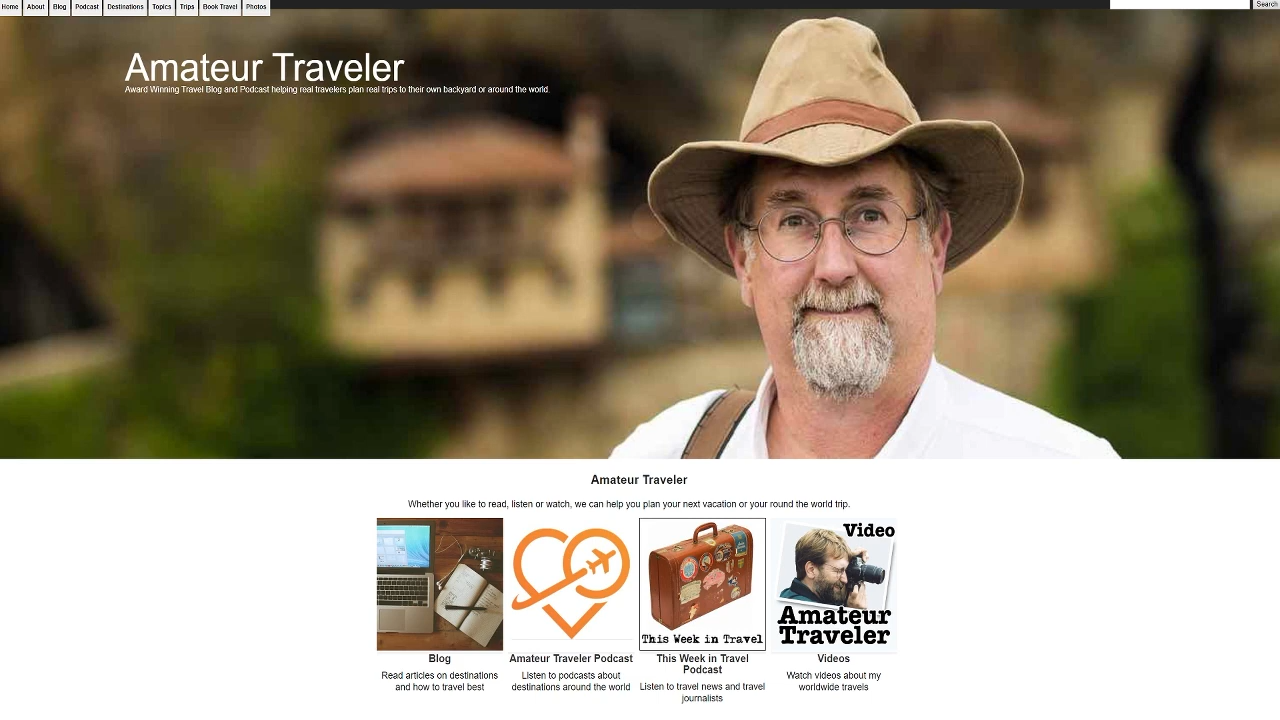 Home About Blog Podcast Destinations Topics Trips Book Travel Photos Search
Amateur Traveler
Award Winning Travel Blog and Podcast helping real travelers plan real trips to their own backyard or around the world.
Amateur Traveler
Whether you like to read, listen or watch, we can help you plan your next vacation or your round the world trip.
This Week in Travel
Video
Amateur
Traveler
Blog
Read articles on destinations
and how to travel best
Amateur Traveler Podcast
Listen to podcasts about
destinations around the world
This Week in Travel
Podcast
Listen to travel news and travel
journalists
Videos
Watch videos about my
worldwide travels